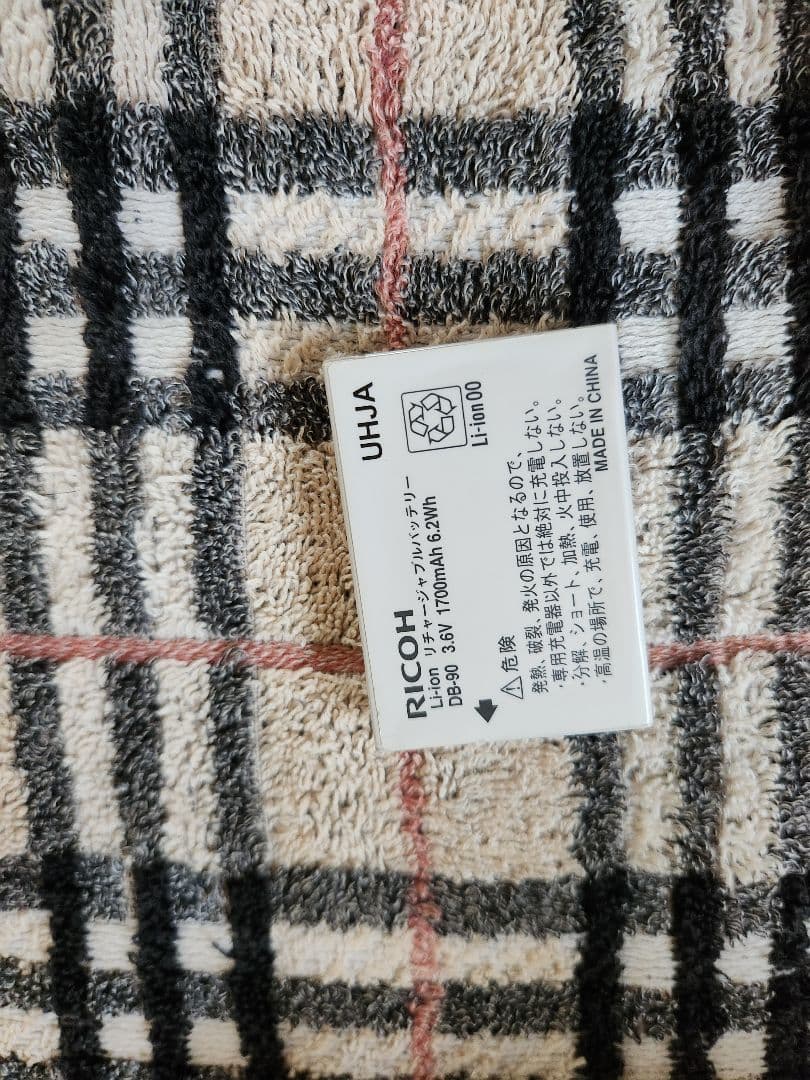 RICOH
Li-ion リチャージャブルバッテリー
DB-90 3.6V 1700mAh 6.2Wh
UHJA
Li-ion00
⚠危険
発熱、破裂、発火の原因となるので、
・専用充電器以外では絶対に充電しない。
・分解、ショート、加熱、火中投入しない。
・高温の場所で、充電、使用、放置しない。
MADE IN CHINA